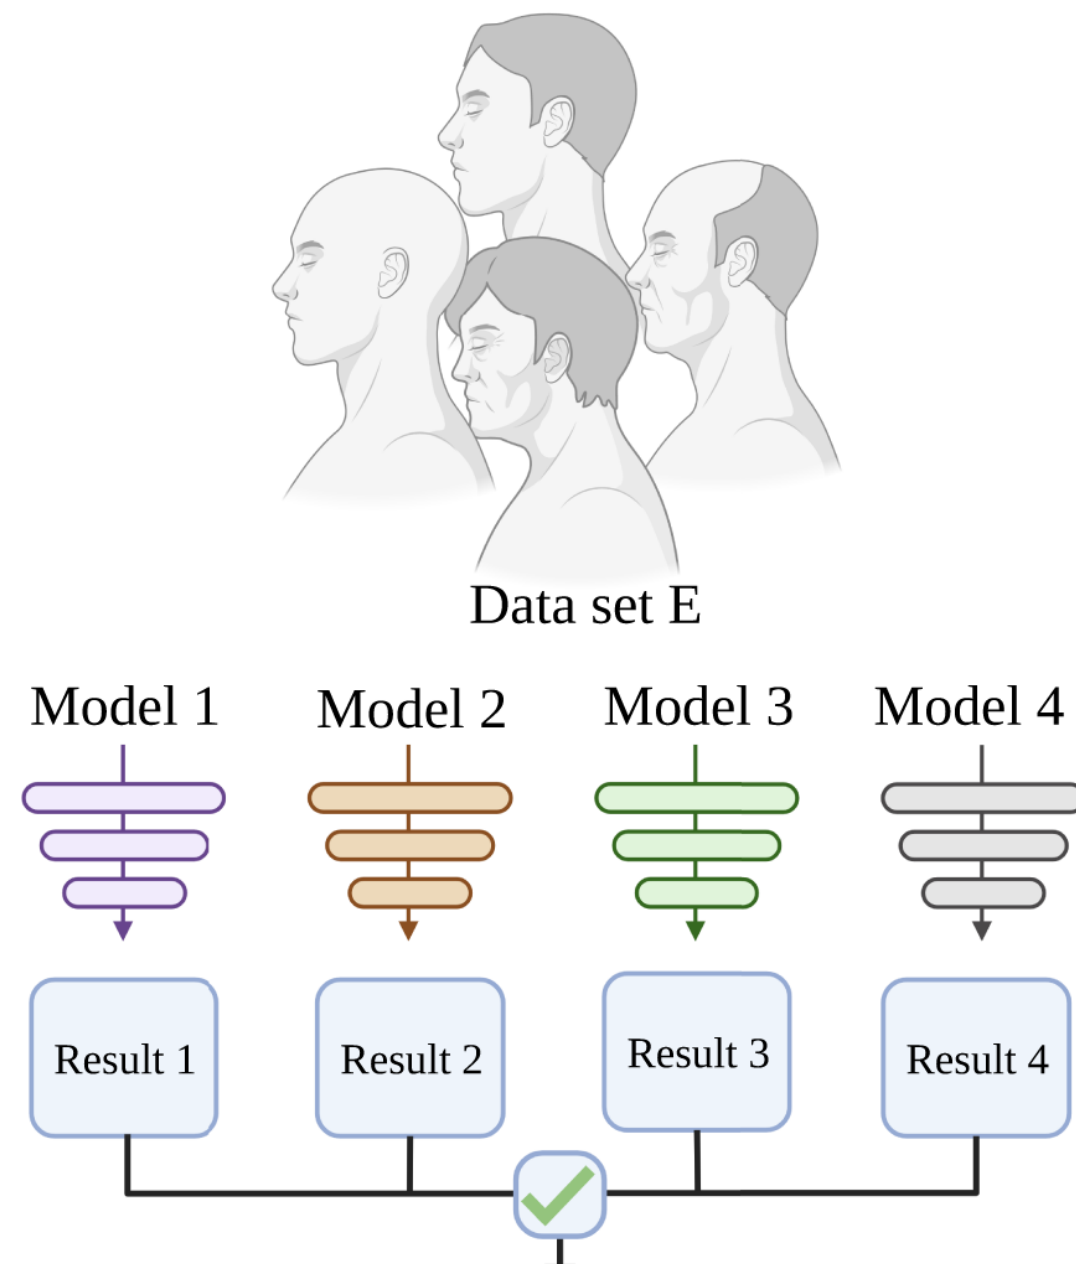 Data set E
Model 1
Model 2
Model 3
Model 4
Result 1
Result 2
Result 3
Result 4